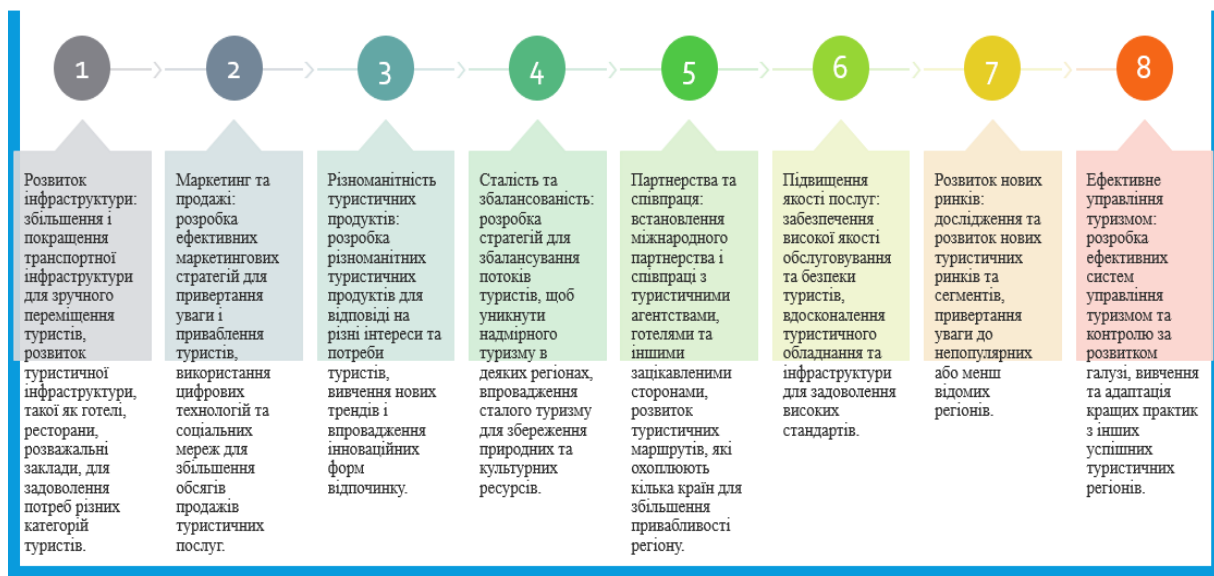 1
2
3
4
5
6
7
8
Розвиток
інфраструктури:
збільшення і
покращення
транспортної
інфраструктури
для зручного
переміщення
туристів,
розвиток
туристичної
інфраструктури,
такої як готелі,
ресторани,
розважальні
заклади, для
задоволення
потреб різних
категорій
туристів.
Маркетинг та
продажі:
розробка
ефективних
маркетингових
стратегій для
привертання
уваги і
приваблення
туристів,
використання
цифрових
технологій та
соціальних
мереж для
збільшення
обсягів
продажів
туристичних
послуг.
Різноманітність
туристичних
продуктів:
розробка
різноманітних
туристичних
продуктів для
відповіді на
різні інтереси та
потреби
туристів,
вивчення нових
трендів і
впровадження
інноваційних
форм
відпочинку.
Сталість та
збалансованість:
розробка
стратегій для
збалансування
потоків
туристів, щоб
уникнути
надмірного
туризму в
деяких регіонах,
впровадження
сталого туризму
для збереження
природних та
культурних
ресурсів.
Партнерства та
співпраця:
встановлення
міжнародного
партнерства і
співпраці з
туристичними
агентствами,
готелями та
іншими
зацікавленими
сторонами,
розвиток
туристичних
маршрутів, які
охоплюють
кілька країн для
збільшення
привабливості
регіону.
Підвищення
якості послуг:
забезпечення
високої якості
обслуговування
та безпеки
туристів,
вдосконалення
туристичного
обладнання та
інфраструктури
для задоволення
високих
стандартів.
Розвиток нових
ринків:
дослідження та
розвиток нових
туристичних
ринків та
сегментів,
привертання
уваги до
непопулярних
або менш
відомих
регіонів.
Ефективне
управління
туризмом:
розробка
ефективних
систем
управління
туризмом та
контролю за
розвитком
галузі, вивчення
та адаптація
кращих практик
з інших
успішних
туристичних
регіонів.